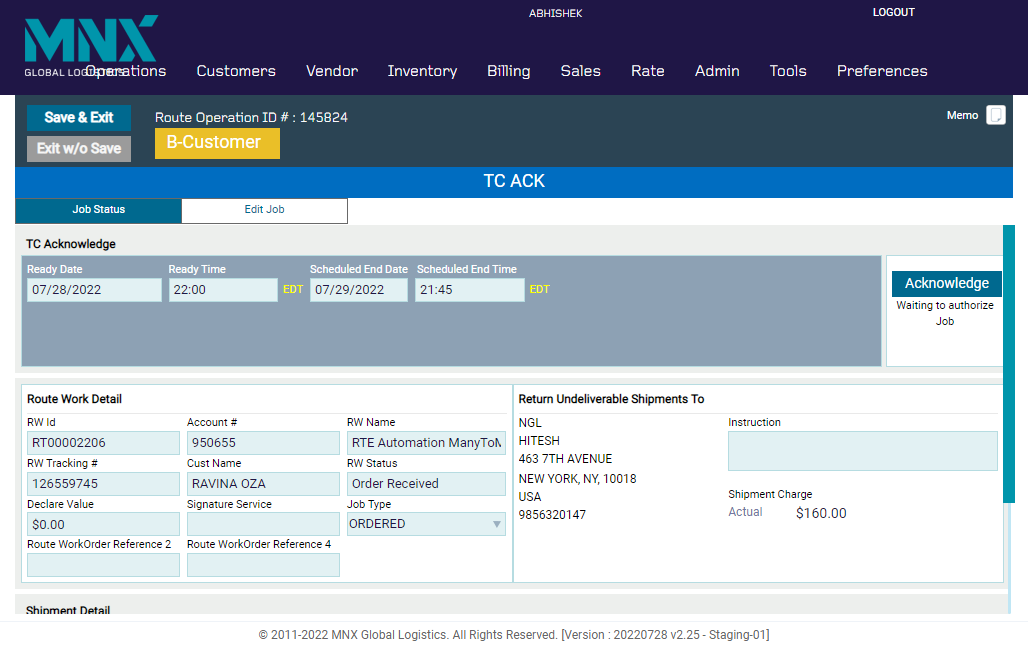 ABHISHEK
LOGOUT
MNX
GLOBAL LOGISTICS
Operations Customers Vendor Inventory Billing Sales Rate Admin Tools Preferences
Save & Exit
Route Operation ID # : 145824
Memo
Exit w/o Save
B-Customer
TC ACK
Job Status Edit Job
TC Acknowledge
Ready Date Ready Time Scheduled End Date Scheduled End Time
07/28/2022 22:00 EDT 07/29/2022 21:45 EDT
Acknowledge
Waiting to authorize
Job
Route Work Detail
RW Id Account # RW Name
RT00002206 950655 RTE Automation ManyToM
RW Tracking # Cust Name RW Status
126559745 RAVINA OZA Order Received
Declare Value Signature Service Job Type
$0.00 ORDERED
Route WorkOrder Reference 2 Route WorkOrder Reference 4
Return Undeliverable Shipments To
NGL
HITESH
463 7TH AVENUE
NEW YORK, NY, 10018
USA
9856320147
Instruction
Shipment Charge
Actual $160.00
Shipment Detail
© 2011-2022 MNX Global Logistics. All Rights Reserved. [Version : 20220728 v2.25 - Staging-01]